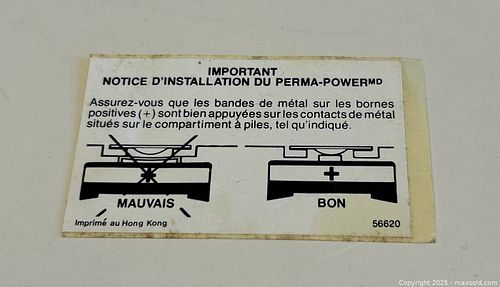 IMPORTANT
NOTICE D'INSTALLATION DU PERMA-POWERMD
Assurez-vous que les bandes de métal sur les bornes
positives (+) sont bien appuyées sur les contacts de métal
situés sur le compartiment à piles, tel qu'indiqué.
+
MAUVAIS
BON
Imprimé au Hong Kong
56620
Copyright 2025 - maxsold.com